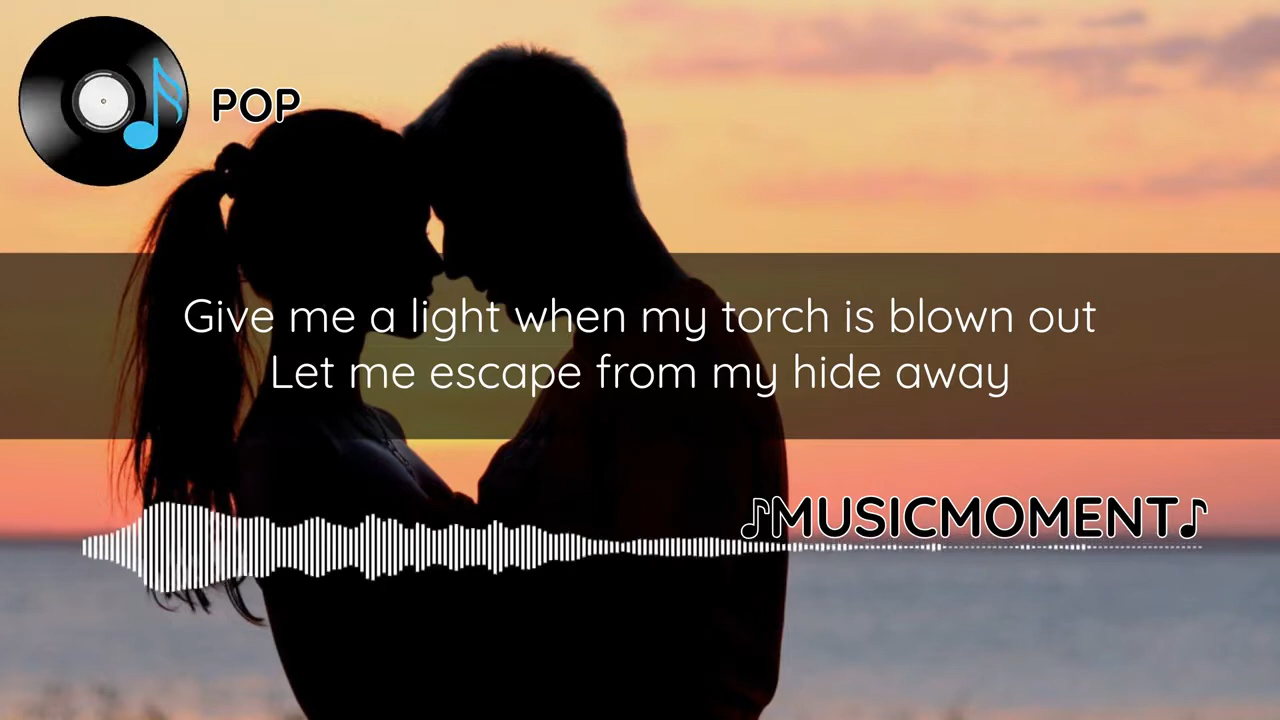 POP
Give me a light when my torch is blown out
Let me escape from my hide away
♪MUSICMOMENT♪